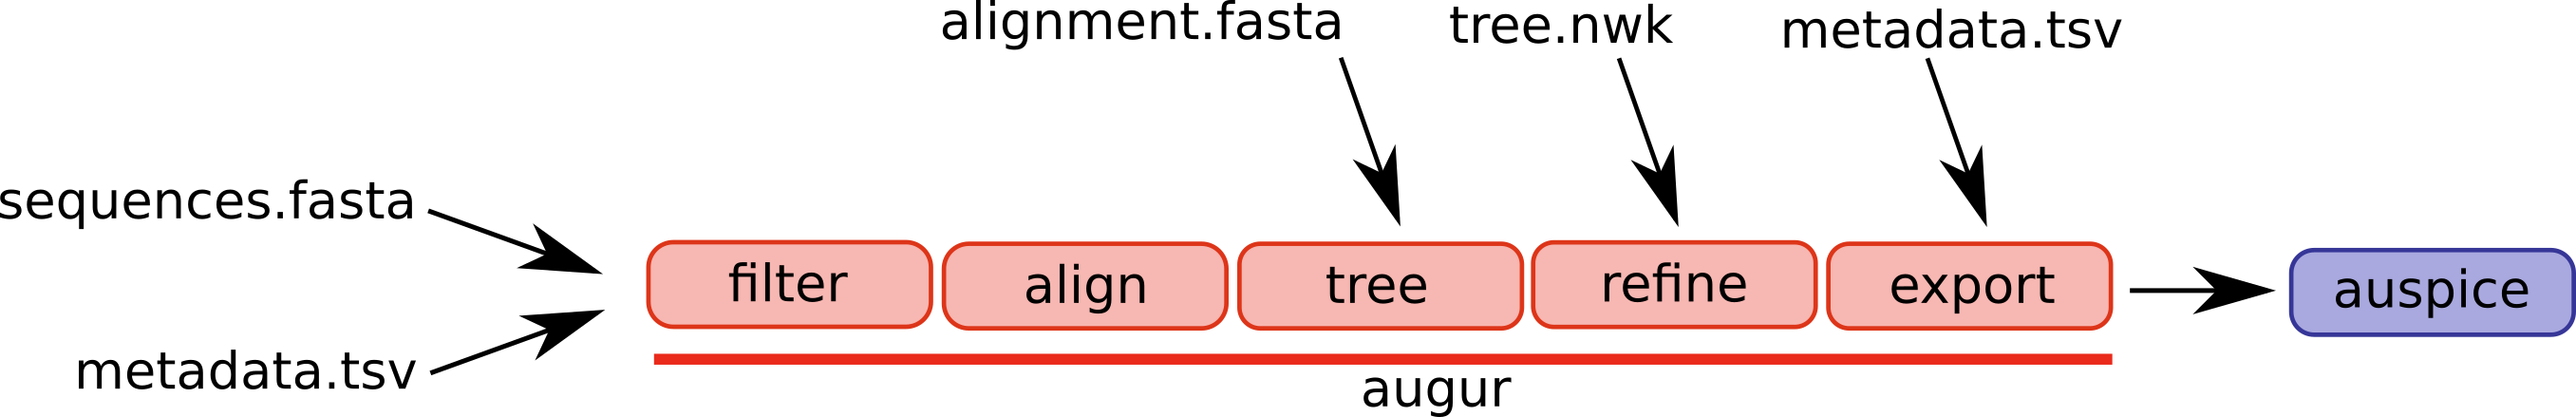 alignment.fasta
tree.nwk
metadata.tsv
sequences.fasta
metadata.tsv
filter
align
tree
refine
export
auspice
augur